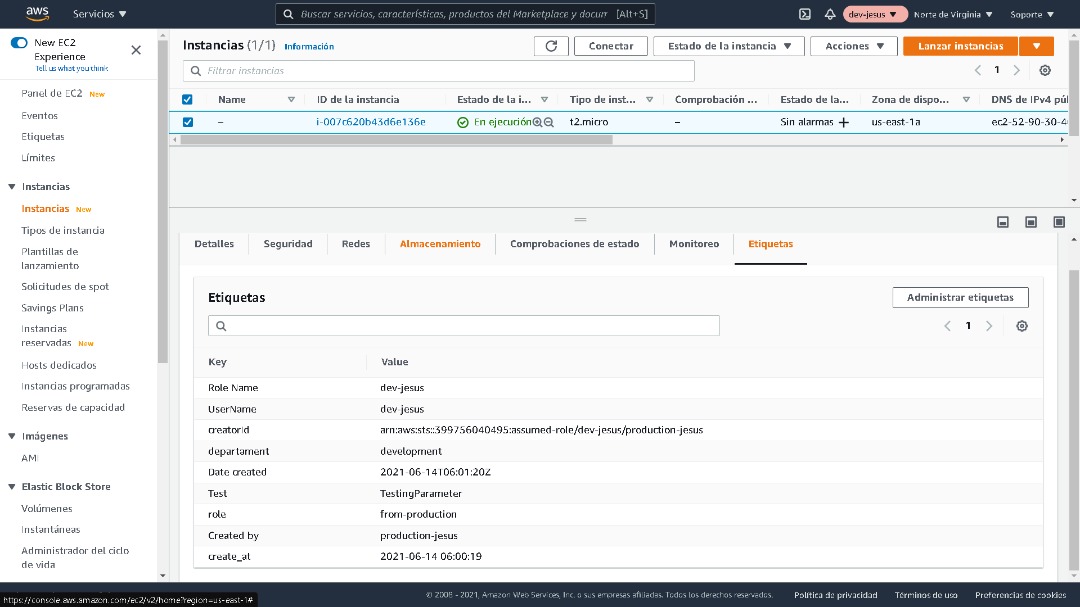 aws
Servicios ▼
Buscar servicios, características, productos del Marketplace y docum [Alt+S]
dev-jesus ▼
Norte de Virginia ▼
Soporte ▼
New EC2
Experience
Tell us what you think
Panel de EC2 New
Eventos
Etiquetas
Límites
Instancias
Instancias New
Tipos de instancia
Plantillas de
lanzamiento
Solicitudes de spot
Savings Plans
Instancias
reservadas New
Hosts dedicados
Instancias programadas
Reservas de capacidad
Imágenes
AMI
Elastic Block Store
Volúmenes
Instantáneas
Administrador del ciclo
de vida
Instancias (1/1) Información
Conectar
Estado de la instancia ▼
Acciones ▼
Lanzar instancias
Filtrar instancias
1
Name ID de la instancia Estado de la i... Tipo de inst... Comprobación ... Estado de la... Zona de dispo... DNS de IPv4 púl
– i-007c620b43d6e136e En ejecución t2.micro – Sin alarmas + us-east-1a ec2-52-90-30-4
Detalles Seguridad Redes Almacenamiento Comprobaciones de estado Monitoreo Etiquetas
Etiquetas
Administrar etiquetas
1
Key Value
Role Name dev-jesus
UserName dev-jesus
creatorId arn:aws:sts::399756040495:assumed-role/dev-jesus/production-jesus
departament development
Date created 2021-06-14T06:01:20Z
Test TestingParameter
role from-production
Created by production-jesus
create_at 2021-06-14 06:00:19
https://console.aws.amazon.com/ec2/v2/home?region=us-east-1#
© 2008 - 2021, Amazon Web Services, Inc. o sus empresas afiliadas. Todos los derechos reservados.
Política de privacidad
Términos de uso
Preferencias de cookies